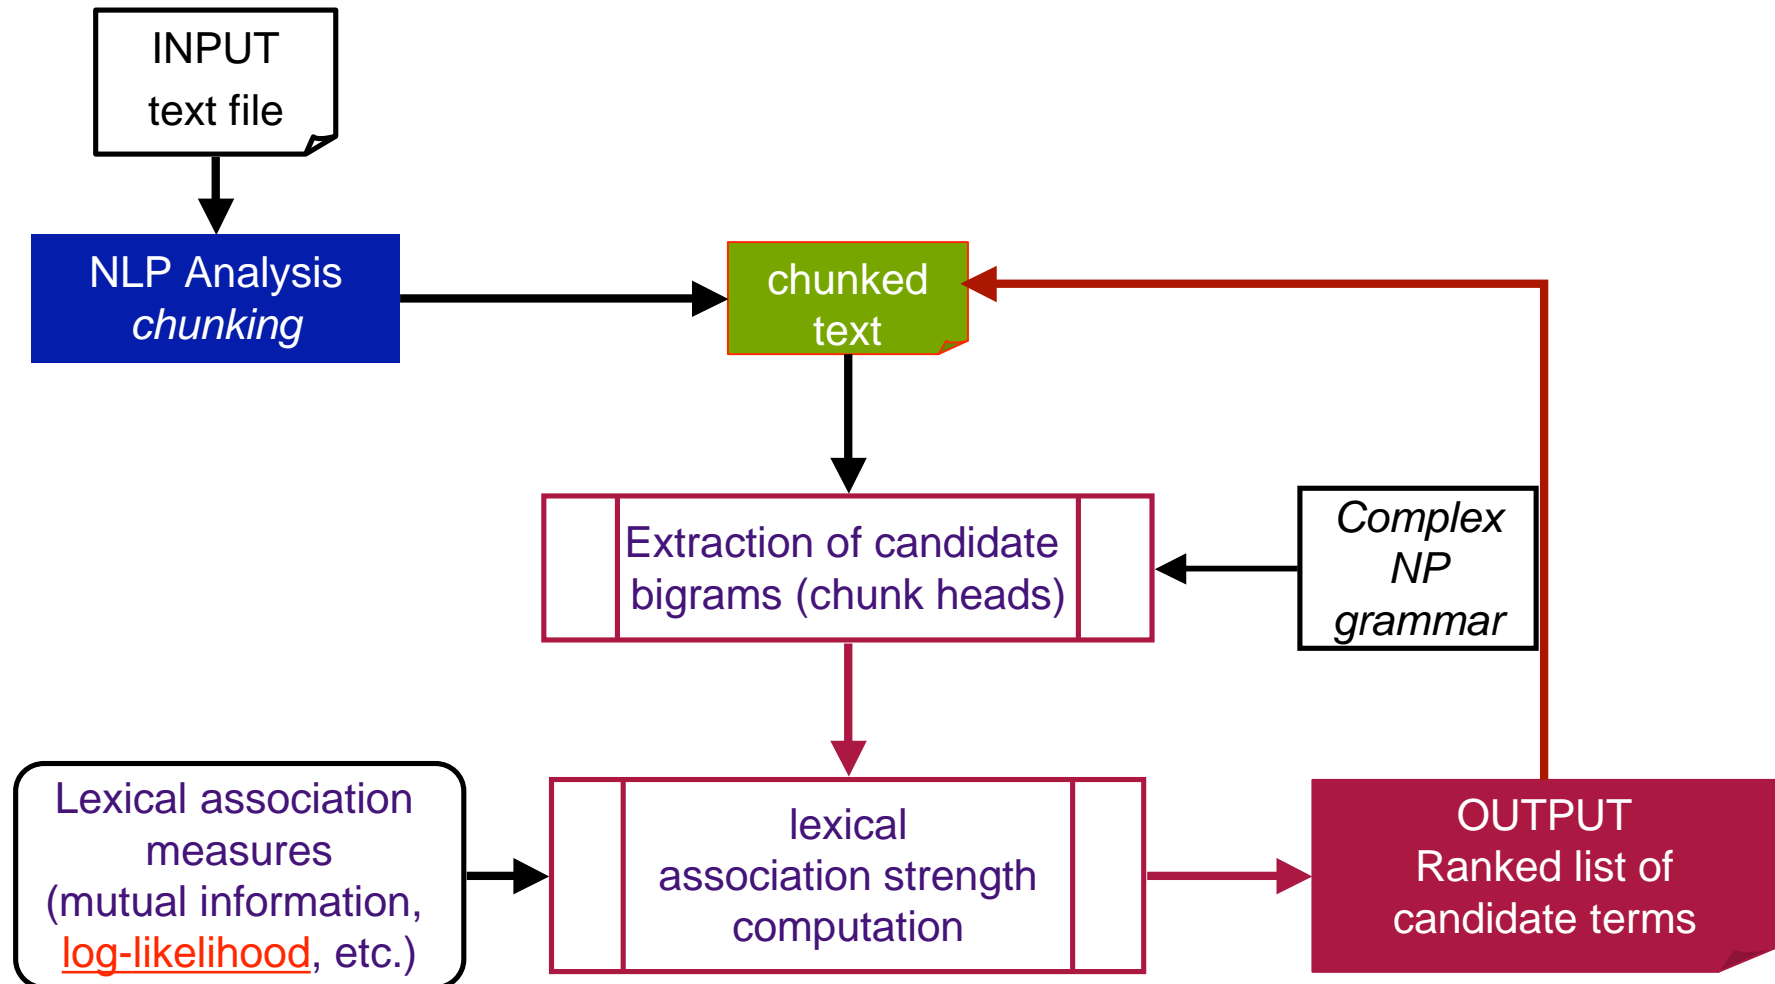 INPUT
text file
NLP Analysis
chunking
chunked
text
Extraction of candidate
bigrams (chunk heads)
Complex
NP
grammar
Lexical association
measures
(mutual information,
log-likelihood, etc.)
lexical
association strength
computation
OUTPUT
Ranked list of
candidate terms